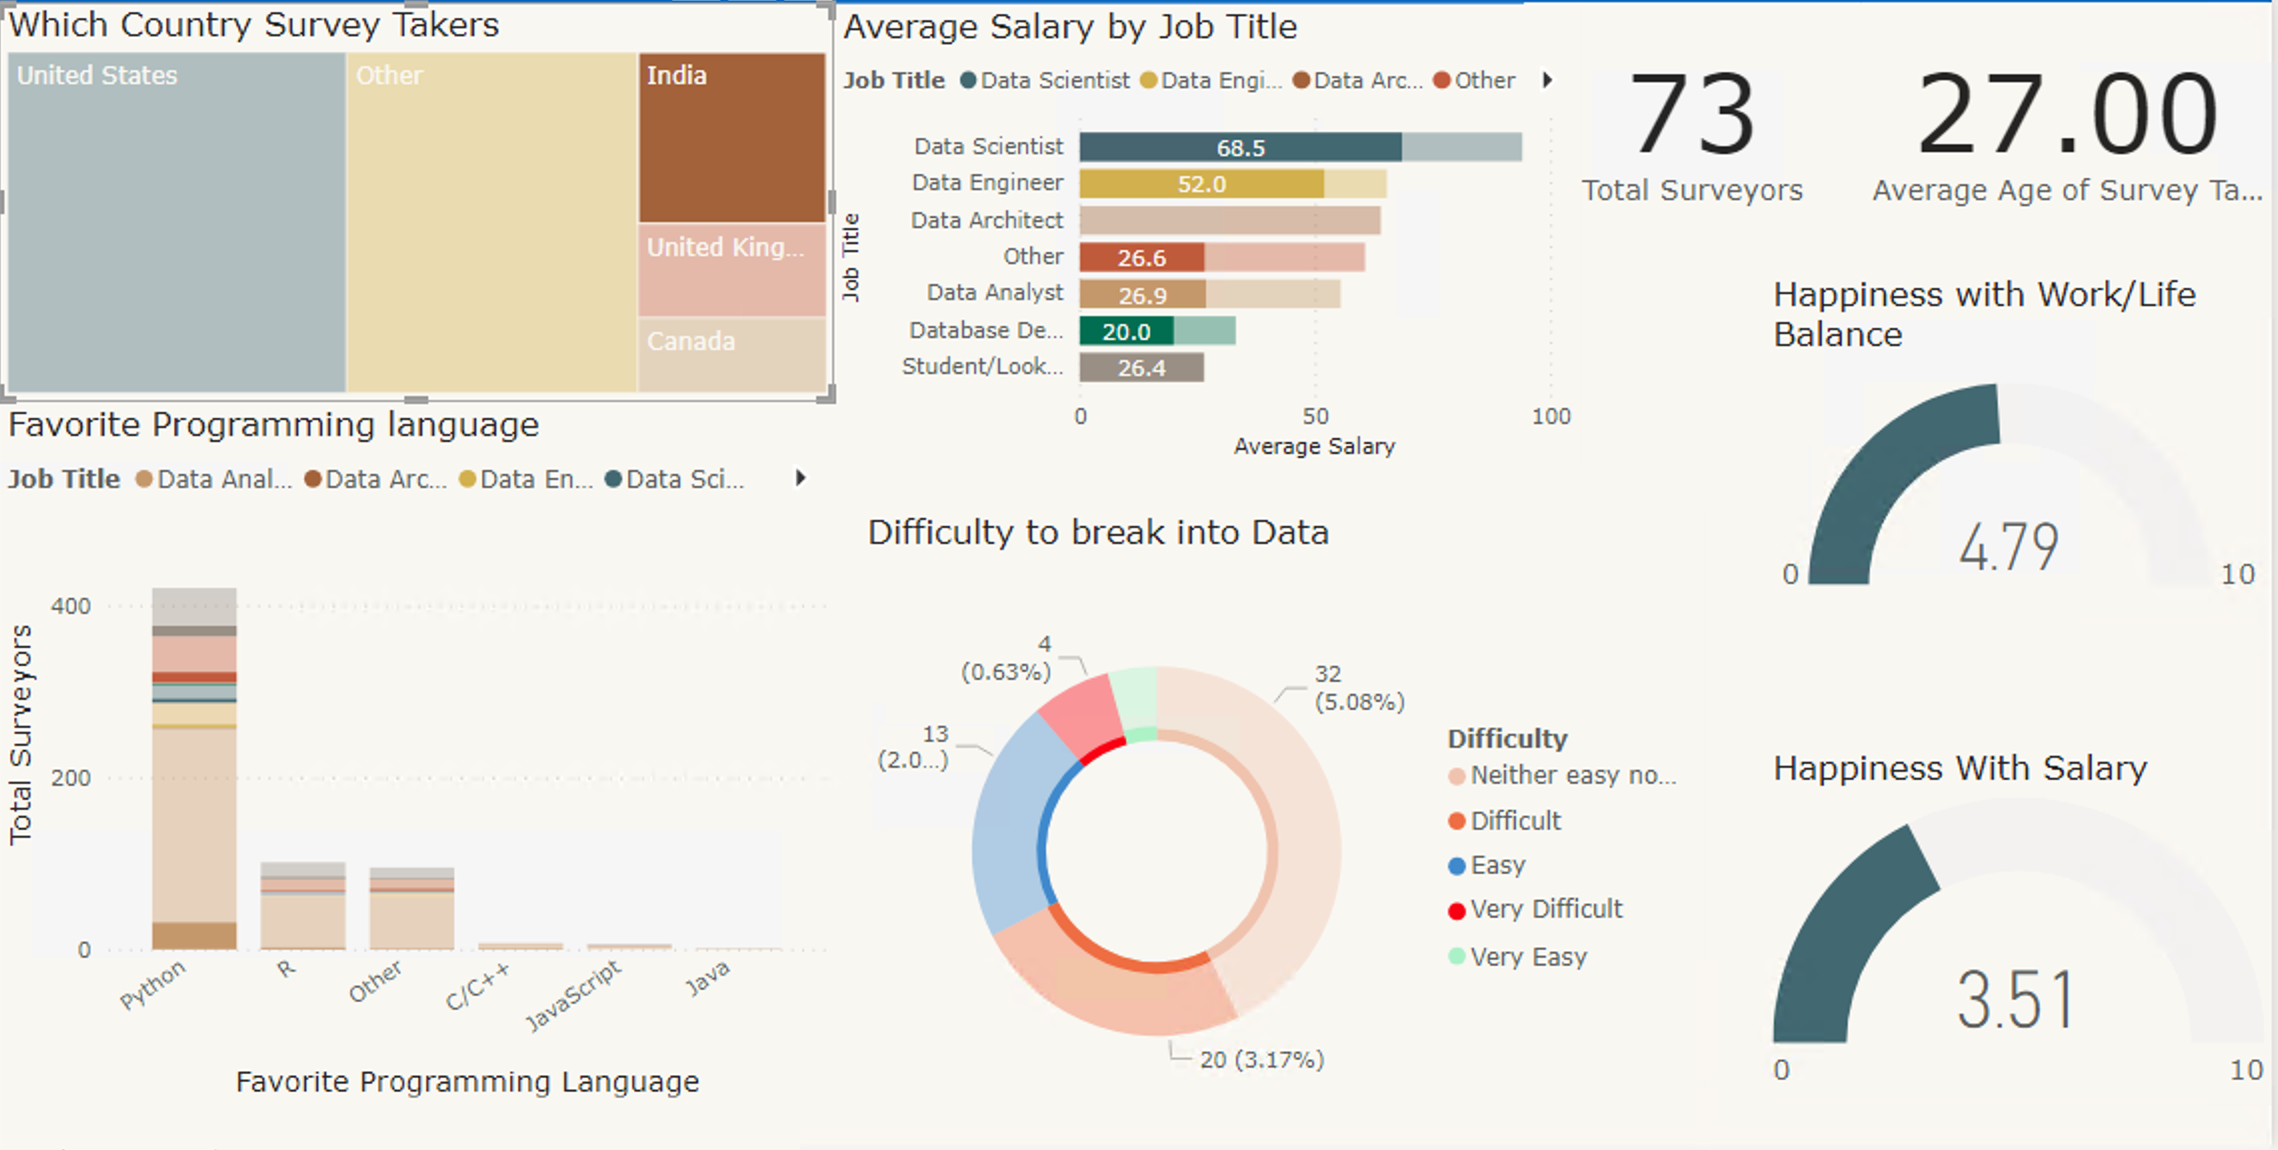 Which Country Survey Takers
United States
Other
India
United King...
Canada
Average Salary by Job Title
Job Title Data Scientist Data Engi... Data Arc... Other
Job Title
Data Scientist 68.5
Data Engineer 52.0
Data Architect
Other 26.6
Data Analyst 26.9
Database De... 20.0
Student/Look... 26.4
0 50 100
Average Salary
73
Total Surveyors
27.00
Average Age of Survey Ta...
Happiness with Work/Life
Balance
4.79
0 10
Favorite Programming language
Job Title Data Anal... Data Arc... Data En... Data Sci...
Total Surveyors
400
200
0
Python R Other C/C++ JavaScript Java
Favorite Programming Language
Difficulty to break into Data
4
(0.63%)
32
(5.08%)
13
(2.0...)
20 (3.17%)
Difficulty
Neither easy no...
Difficult
Easy
Very Difficult
Very Easy
Happiness With Salary
3.51
0 10